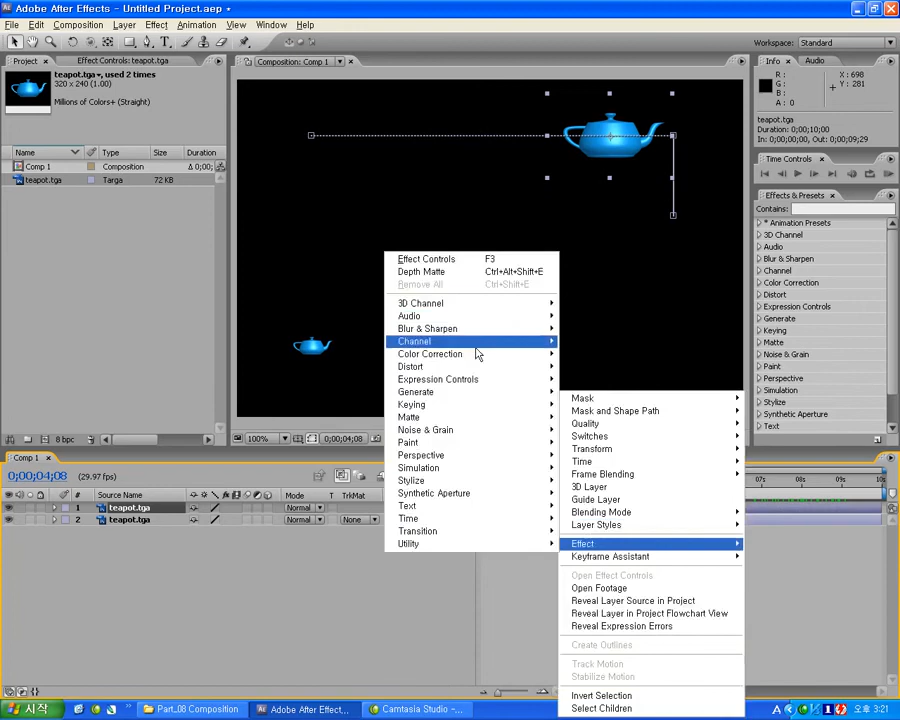 Adobe After Effects - Untitled Project.aep
File Edit Composition Layer Effect Animation View Window Help
Workspace: Standard
Project × Effect Controls: teapot.tga
teapot.tga, used 2 times
320 x 240 (1.00)
Millions of Colors+ (Straight)
Name Type Size Duration
Comp 1 Composition 0;00;
teapot.tga Targa 72 KB
8 bpc
Composition: Comp 1 ×
100% 0;00;04;08
Info × Audio
R : X : 698
G : Y : 281
B :
A : 0
teapot.tga
Duration: 0;00;10;00
In: 0;00;00;00, Out: 0;00;09;29
Time Controls ×
Effects & Presets ×
Contains:
* Animation Presets
3D Channel
Audio
Blur & Sharpen
Channel
Color Correction
Distort
Expression Controls
Generate
Keying
Matte
Noise & Grain
Paint
Perspective
Simulation
Stylize
Synthetic Aperture
Text
Effect Controls F3
Depth Matte Ctrl+Alt+Shift+E
Remove All Ctrl+Shift+E
3D Channel
Audio
Blur & Sharpen
Channel
Color Correction
Distort
Expression Controls
Generate
Keying
Matte
Noise & Grain
Paint
Perspective
Simulation
Stylize
Synthetic Aperture
Text
Time
Transition
Utility
Mask
Mask and Shape Path
Quality
Switches
Transform
Time
Frame Blending
3D Layer
Guide Layer
Blending Mode
Layer Styles
Effect
Keyframe Assistant
Open Effect Controls
Open Footage
Reveal Layer Source in Project
Reveal Layer in Project Flowchart View
Reveal Expression Errors
Create Outlines
Track Motion
Stabilize Motion
Invert Selection
Select Children
Comp 1 ×
0;00;04;08 (29.97 fps)
# Source Name Mode T TrkMat
1 teapot.tga Normal
2 teapot.tga Normal None
07s 08s 09s 10s
시작 Part_08 Composition Adobe After Effect... Camtasia Studio -... A 오후 3:21